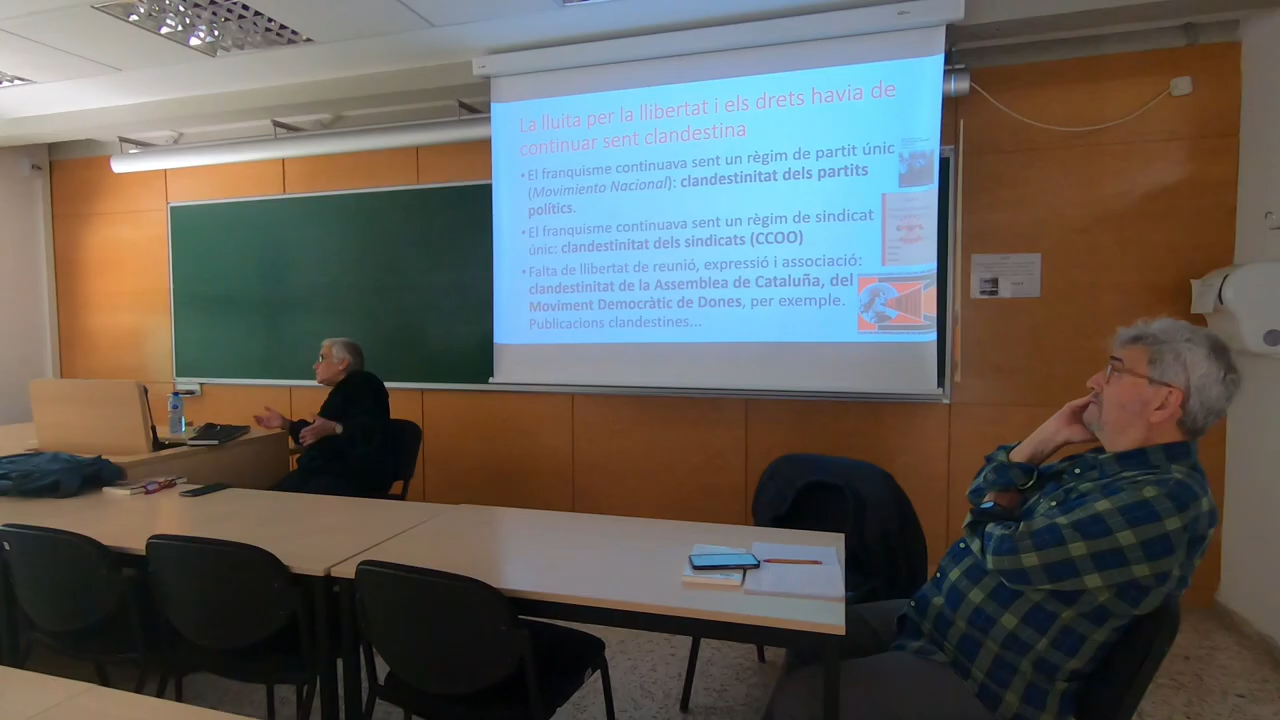 La lluita per la llibertat i els drets havia de
continuar sent clandestina
• El franquisme continuava sent un règim de partit únic
(Movimiento Nacional): clandestinitat dels partits
polítics.
• El franquisme continuava sent un règim de sindicat
únic: clandestinitat dels sindicats (CCOO)
• Falta de llibertat de reunió, expressió i associació:
clandestinitat de la Assemblea de Cataluña, del
Moviment Democràtic de Dones, per exemple.
Publicacions clandestines...